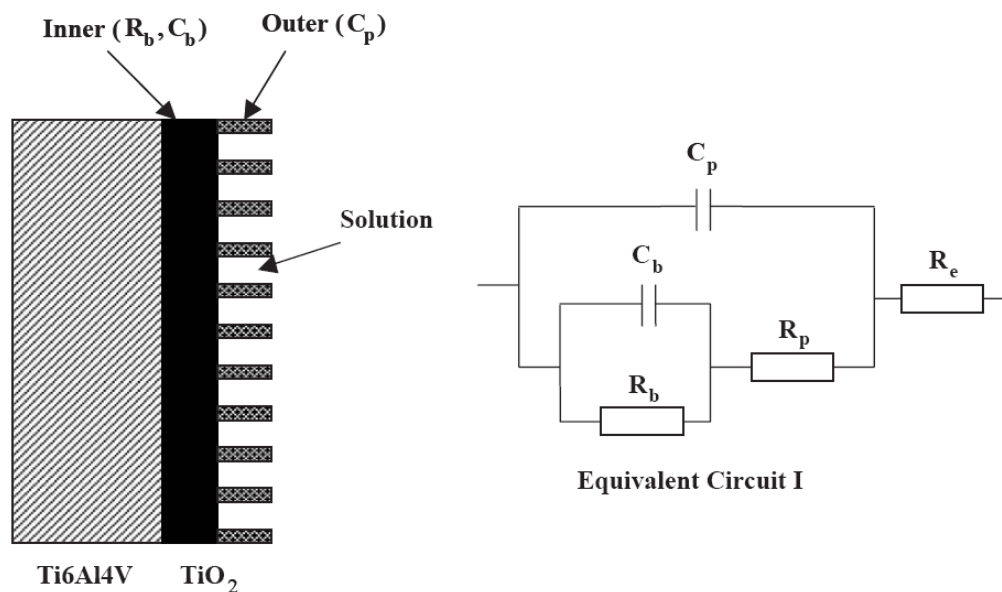 Inner (R_b, C_b)
Outer (C_p)
Solution
Ti6Al4V
TiO_2
C_p
C_b
R_e
R_p
R_b
Equivalent Circuit I